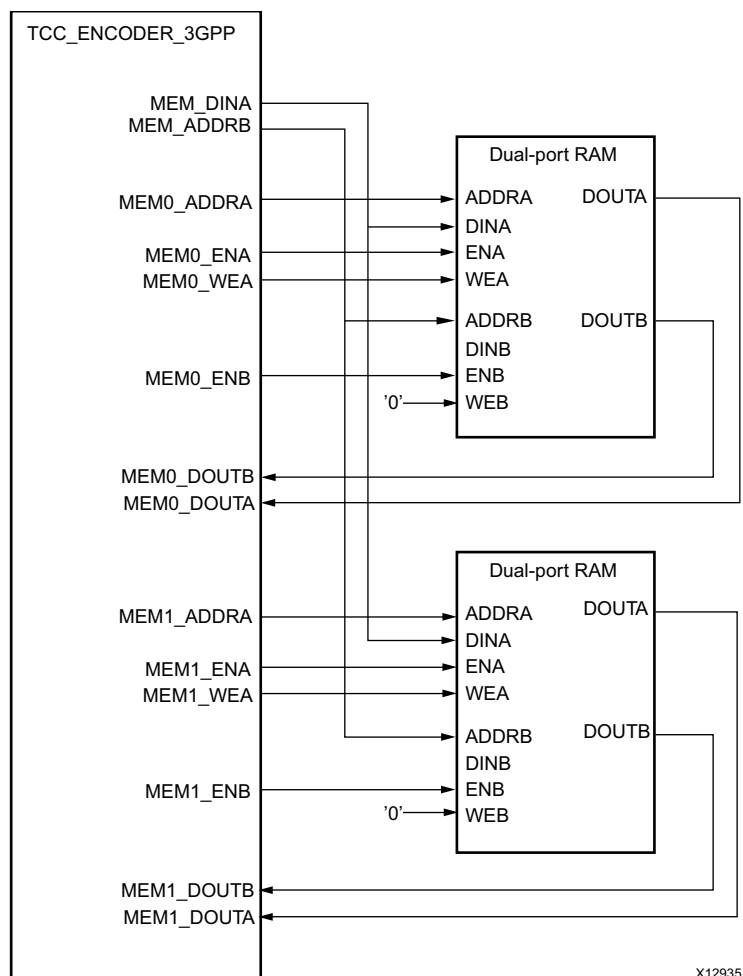 TCC_ENCODER_3GPP
MEM_DINA
MEM_ADDRB
MEM0_ADDRA
MEM0_ENA
MEM0_WEA
MEM0_ENB
MEM0_DOUTB
MEM0_DOUTA
MEM1_ADDRA
MEM1_ENA
MEM1_WEA
MEM1_ENB
MEM1_DOUTB
MEM1_DOUTA
Dual-port RAM
ADDRA DOUTA
DINA
ENA
WEA
ADDRB DOUTB
DINB
ENB
'0' WEB
Dual-port RAM
ADDRA DOUTA
DINA
ENA
WEA
ADDRB DOUTB
DINB
ENB
'0' WEB
X12935